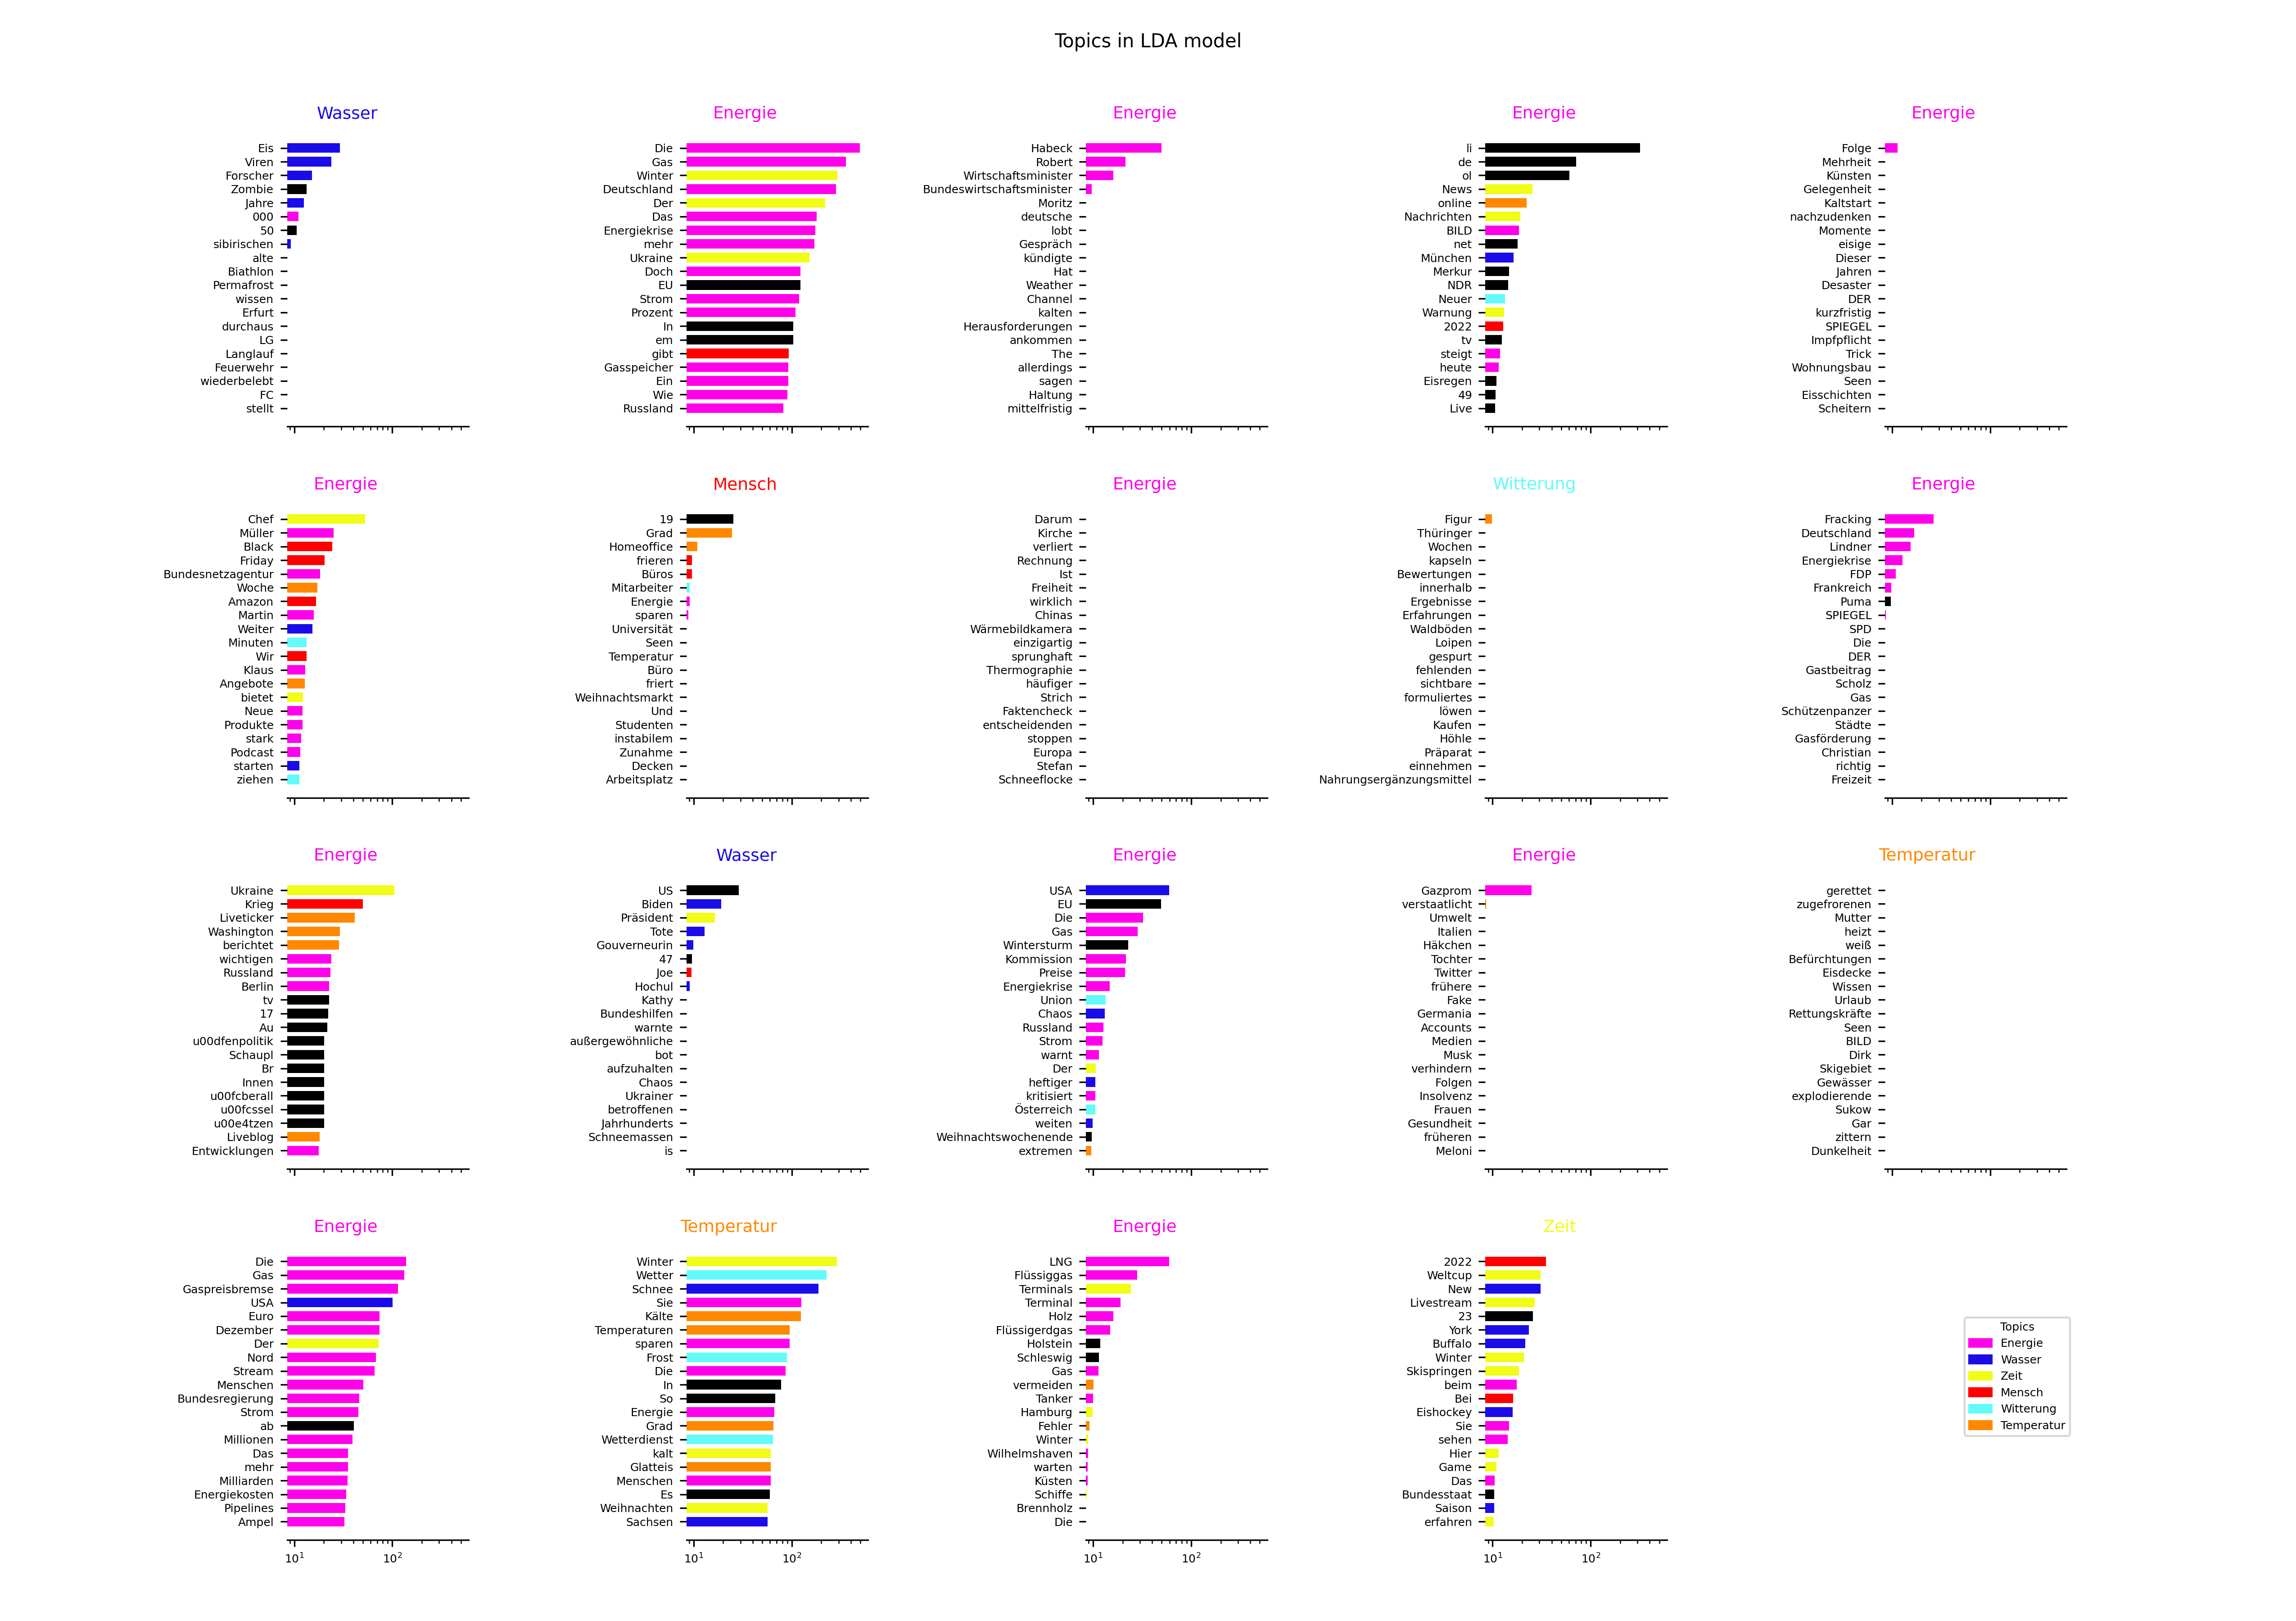 Topics in LDA model
Wasser
Eis
Viren
Forscher
Zombie
Jahre
000
50
sibirischen
alte
Biathlon
Permafrost
wissen
Erfurt
durchaus
LG
Langlauf
Feuerwehr
wiederbelebt
FC
stellt
Energie
Die
Gas
Winter
Deutschland
Der
Das
Energiekrise
mehr
Ukraine
Doch
EU
Strom
Prozent
In
em
gibt
Gasspeicher
Ein
Wie
Russland
Energie
Habeck
Robert
Wirtschaftsminister
Bundeswirtschaftsminister
Moritz
deutsche
lobt
Gespräch
kündigte
Hat
Weather
Channel
kalten
Herausforderungen
ankommen
The
allerdings
sagen
Haltung
mittelfristig
Energie
li
de
ol
News
online
Nachrichten
BILD
net
München
Merkur
NDR
Neuer
Warnung
2022
tv
steigt
heute
Eisregen
49
Live
Energie
Folge
Mehrheit
Künsten
Gelegenheit
Kaltstart
nachzudenken
Momente
eisige
Dieser
Jahren
Desaster
DER
kurzfristig
SPIEGEL
Impfpflicht
Trick
Wohnungsbau
Seen
Eisschichten
Scheitern
Energie
Chef
Müller
Black
Friday
Bundesnetzagentur
Woche
Amazon
Martin
Weiter
Minuten
Wir
Klaus
Angebote
bietet
Neue
Produkte
stark
Podcast
starten
ziehen
Mensch
19
Grad
Homeoffice
frieren
Büros
Mitarbeiter
Energie
sparen
Universität
Seen
Temperatur
Büro
friert
Weihnachtsmarkt
Und
Studenten
instabilem
Zunahme
Decken
Arbeitsplatz
Energie
Darum
Kirche
verliert
Rechnung
Ist
Freiheit
wirklich
Chinas
Wärmebildkamera
einzigartig
sprunghaft
Thermographie
häufiger
Strich
Faktencheck
entscheidenden
stoppen
Europa
Stefan
Schneeflocke
Witterung
Figur
Thüringer
Wochen
kapseln
Bewertungen
innerhalb
Ergebnisse
Erfahrungen
Waldböden
Loipen
gespurt
fehlenden
sichtbare
formuliertes
löwen
Kaufen
Höhle
Präparat
einnehmen
Nahrungsergänzungsmittel
Energie
Fracking
Deutschland
Lindner
Energiekrise
FDP
Frankreich
Puma
SPIEGEL
SPD
Die
DER
Gastbeitrag
Scholz
Gas
Schützenpanzer
Städte
Gasförderung
Christian
richtig
Freizeit
Energie
Ukraine
Krieg
Liveticker
Washington
berichtet
wichtigen
Russland
Berlin
tv
17
Au
u00dfenpolitik
Schaupl
Br
Innen
u00fcberall
u00fcssel
u00e4tzen
Liveblog
Entwicklungen
Wasser
US
Biden
Präsident
Tote
Gouverneurin
47
Joe
Hochul
Kathy
Bundeshilfen
warnte
außergewöhnliche
bot
aufzuhalten
Chaos
Ukrainer
betroffenen
Jahrhunderts
Schneemassen
is
Energie
USA
EU
Die
Gas
Wintersturm
Kommission
Preise
Energiekrise
Union
Chaos
Russland
Strom
warnt
Der
heftiger
kritisiert
Österreich
weiten
Weihnachtswochenende
extremen
Energie
Gazprom
verstaatlicht
Umwelt
Italien
Häkchen
Tochter
Twitter
frühere
Fake
Germania
Accounts
Medien
Musk
verhindern
Folgen
Insolvenz
Frauen
Gesundheit
früheren
Meloni
Temperatur
gerettet
zugefrorenen
Mutter
heizt
weiß
Befürchtungen
Eisdecke
Wissen
Urlaub
Rettungskräfte
Seen
BILD
Dirk
Skigebiet
Gewässer
explodierende
Sukow
Gar
zittern
Dunkelheit
Energie
Die
Gas
Gaspreisbremse
USA
Euro
Dezember
Der
Nord
Stream
Menschen
Bundesregierung
Strom
ab
Millionen
Das
mehr
Milliarden
Energiekosten
Pipelines
Ampel
10¹ 10²
Temperatur
Winter
Wetter
Schnee
Sie
Kälte
Temperaturen
sparen
Frost
Die
In
So
Energie
Grad
Wetterdienst
kalt
Glatteis
Menschen
Es
Weihnachten
Sachsen
10¹ 10²
Energie
LNG
Flüssiggas
Terminals
Terminal
Holz
Flüssigerdgas
Holstein
Schleswig
Gas
vermeiden
Tanker
Hamburg
Fehler
Winter
Wilhelmshaven
warten
Küsten
Schiffe
Brennholz
Die
10¹ 10²
Zeit
2022
Weltcup
New
Livestream
23
York
Buffalo
Winter
Skispringen
beim
Bei
Eishockey
Sie
sehen
Hier
Game
Das
Bundesstaat
Saison
erfahren
10¹ 10²
Topics
Energie
Wasser
Zeit
Mensch
Witterung
Temperatur